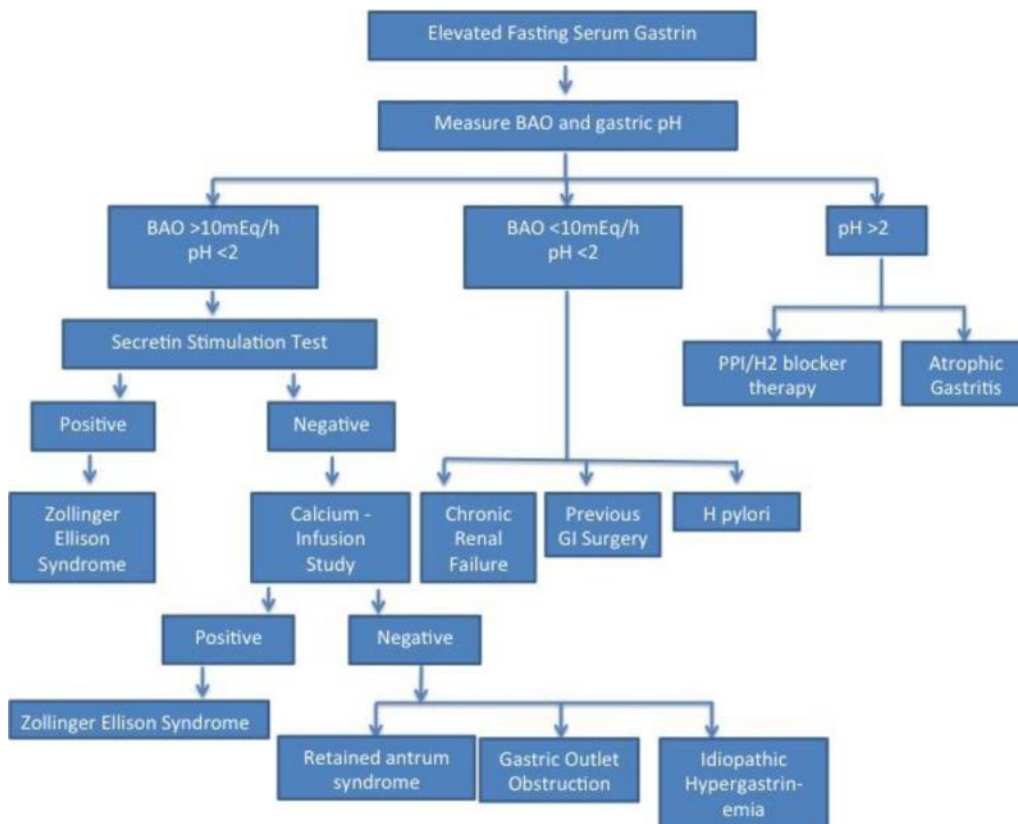 Elevated Fasting Serum Gastrin
Measure BAO and gastric pH
BAO >10mEq/h
pH <2
BAO <10mEq/h
pH <2
pH >2
Secretin Stimulation Test
PPI/H2 blocker
therapy
Atrophic
Gastritis
Positive
Negative
Zollinger
Ellison
Syndrome
Calcium -
Infusion
Study
Chronic
Renal
Failure
Previous
GI Surgery
H pylori
Positive
Negative
Zollinger Ellison Syndrome
Retained antrum
syndrome
Gastric Outlet
Obstruction
Idiopathic
Hypergastrin-
emia